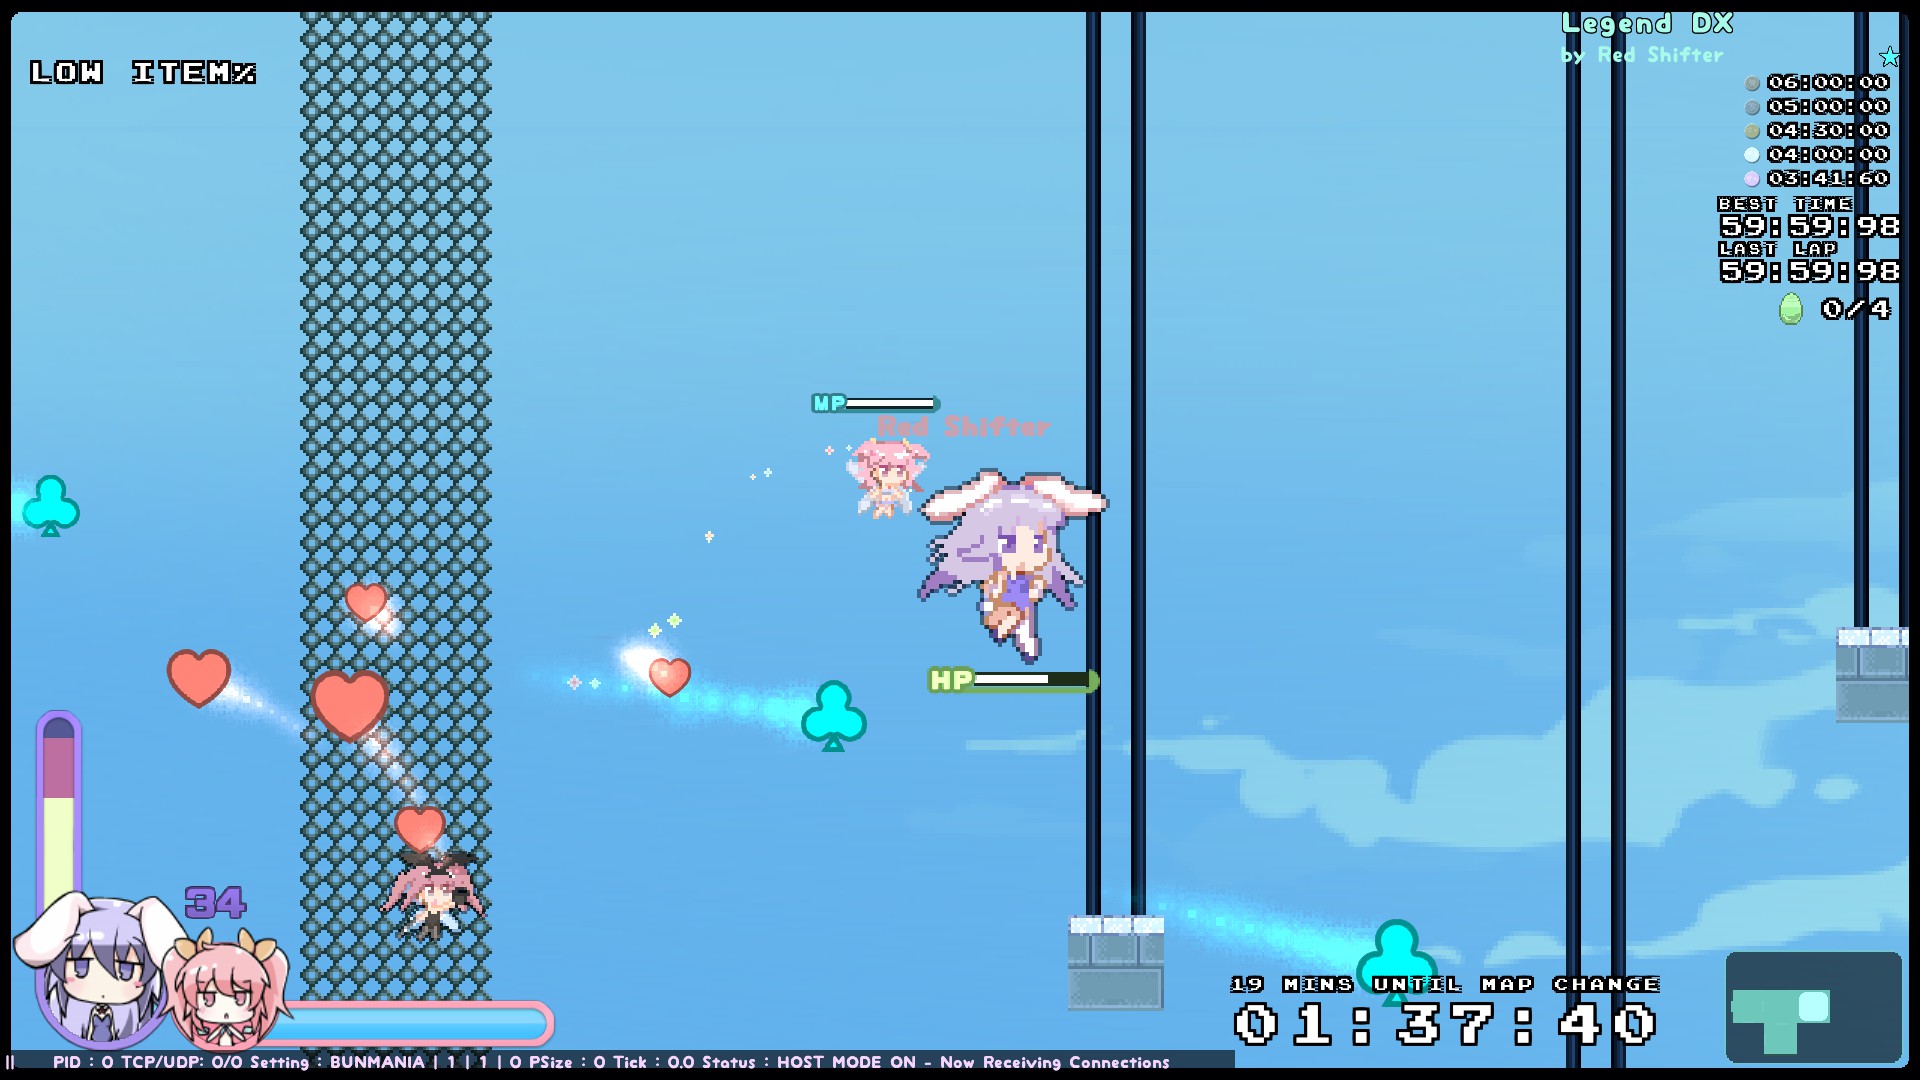 Legend DX
by Red Shifter
LOW ITEM%
06:00:00
05:00:00
04:30:00
04:00:00
03:41:60
BEST TIME
59:59:98
LAST LAP
59:59:98
0/4
MP
Red Shifter
HP
34
19 MINS UNTIL MAP CHANGE
01:37:40
|| PID : 0 TCP/UDP: 0/0 Setting : BUNMANIA | 1 | 1 | 0 PSize : 0 Tick : 0.0 Status : HOST MODE ON - Now Receiving Connections